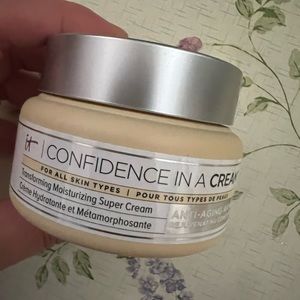 it | CONFIDENCE IN A CREAM
FOR ALL SKIN TYPES | POUR TOUS TYPES DE PEAUX
Transforming Moisturizing Super Cream
Crème Hydratante et Métamorphosante
ANTI-AGING